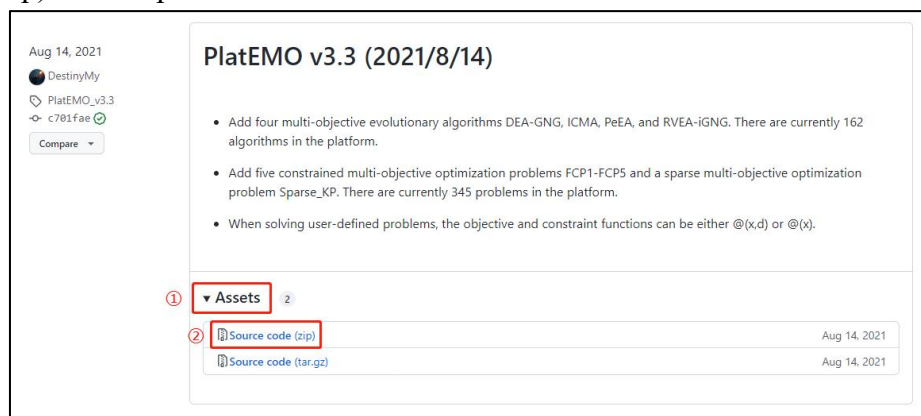 Aug 14, 2021
DestinyMy
PlatEMO_v3.3
c701fae
Compare
PlatEMO v3.3 (2021/8/14)
• Add four multi-objective evolutionary algorithms DEA-GNG, ICMA, PeEA, and RVEA-iGNG. There are currently 162
algorithms in the platform.
• Add five constrained multi-objective optimization problems FCP1-FCP5 and a sparse multi-objective optimization
problem Sparse_KP. There are currently 345 problems in the platform.
• When solving user-defined problems, the objective and constraint functions can be either @(x,d) or @(x).
① ▾ Assets 2
② Source code (zip) Aug 14, 2021
Source code (tar.gz) Aug 14, 2021